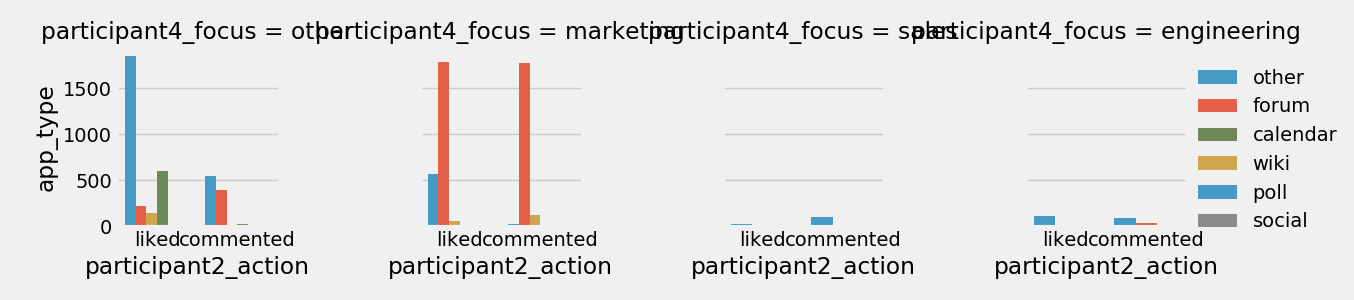 participant4_focus = other
participant4_focus = marketing
participant4_focus = sales
participant4_focus = engineering
app_type
1500
1000
500
0
liked commented
liked commented
liked commented
liked commented
participant2_action
participant2_action
participant2_action
participant2_action
other
forum
calendar
wiki
poll
social